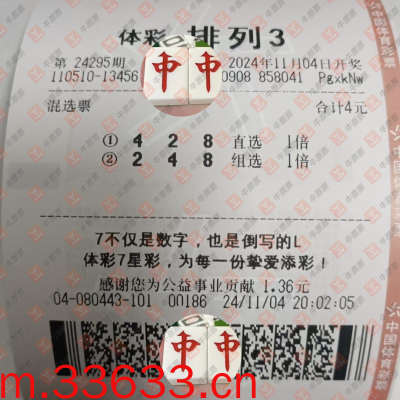 体彩 排列3
第 24295期 2024年11月04日开奖
110510-13456 0908 858041 PgxkNw
中 中
混选票 合计4元
① 4 2 8 直选 1倍
② 2 4 8 组选 1倍
7不仅是数字，也是倒写的L
体彩7星彩，为每一份挚爱添彩！
感谢您为公益事业贡献 1.36元
04-080443-101 00186 24/11/04 20:02:05
中 中
m.33633.cn